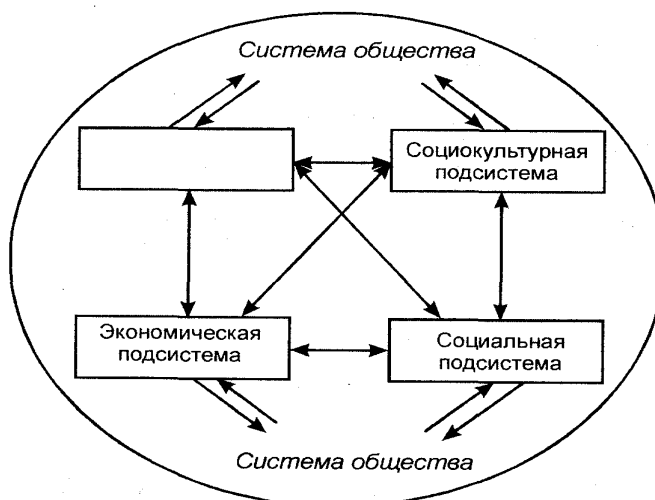 Система общества
Социокультурная
подсистема
Экономическая
подсистема
Социальная
подсистема
Система общества